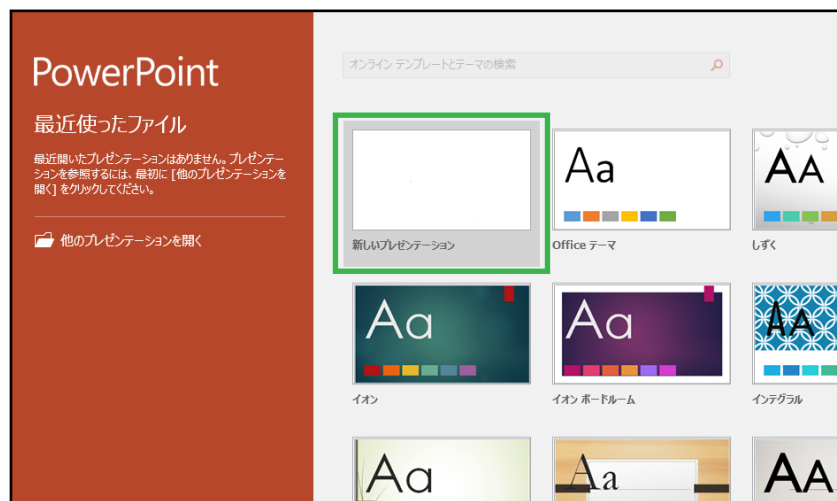 PowerPoint
最近使ったファイル
最近開いたプレゼンテーションはありません。プレゼンテー
ションを参照するには、最初に [他のプレゼンテーションを
開く] をクリックしてください。
他のプレゼンテーションを開く
オンライン テンプレートとテーマの検索
新しいプレゼンテーション
Aa
Office テーマ
AA
しずく
Aa
イオン
Aa
イオン ボードルーム
AA
インテグラル
Aa
Aa
AA